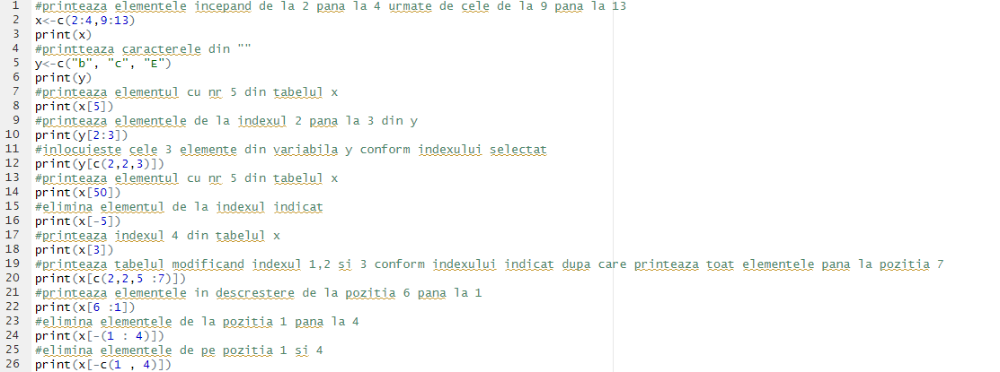 1 #printeaza elementele incepand de la 2 pana la 4 urmate de cele de la 9 pana la 13
2 x<-c(2:4,9:13)
3 print(x)
4 #printteaza caracterele din ""
5 y<-c("b", "c", "E")
6 print(y)
7 #printeaza elementul cu nr 5 din tabelul x
8 print(x[5])
9 #printeaza elementele de la indexul 2 pana la 3 din y
10 print(y[2:3])
11 #inlocuieste cele 3 elemente din variabila y conform indexului selectat
12 print(y[c(2,2,3)])
13 #printeaza elementul cu nr 5 din tabelul x
14 print(x[50])
15 #elimina elementul de la indexul indicat
16 print(x[-5])
17 #printeaza indexul 4 din tabelul x
18 print(x[3])
19 #printeaza tabelul modificand indexul 1,2 si 3 conform indexului indicat dupa care printeaza toat elementele pana la pozitia 7
20 print(x[c(2,2,5 :7)])
21 #printeaza elementele in descrestere de la pozitia 6 pana la 1
22 print(x[6 :1])
23 #elimina elementele de la pozitia 1 pana la 4
24 print(x[-(1 : 4)])
25 #elimina elementele de pe pozitia 1 si 4
26 print(x[-c(1 , 4)])